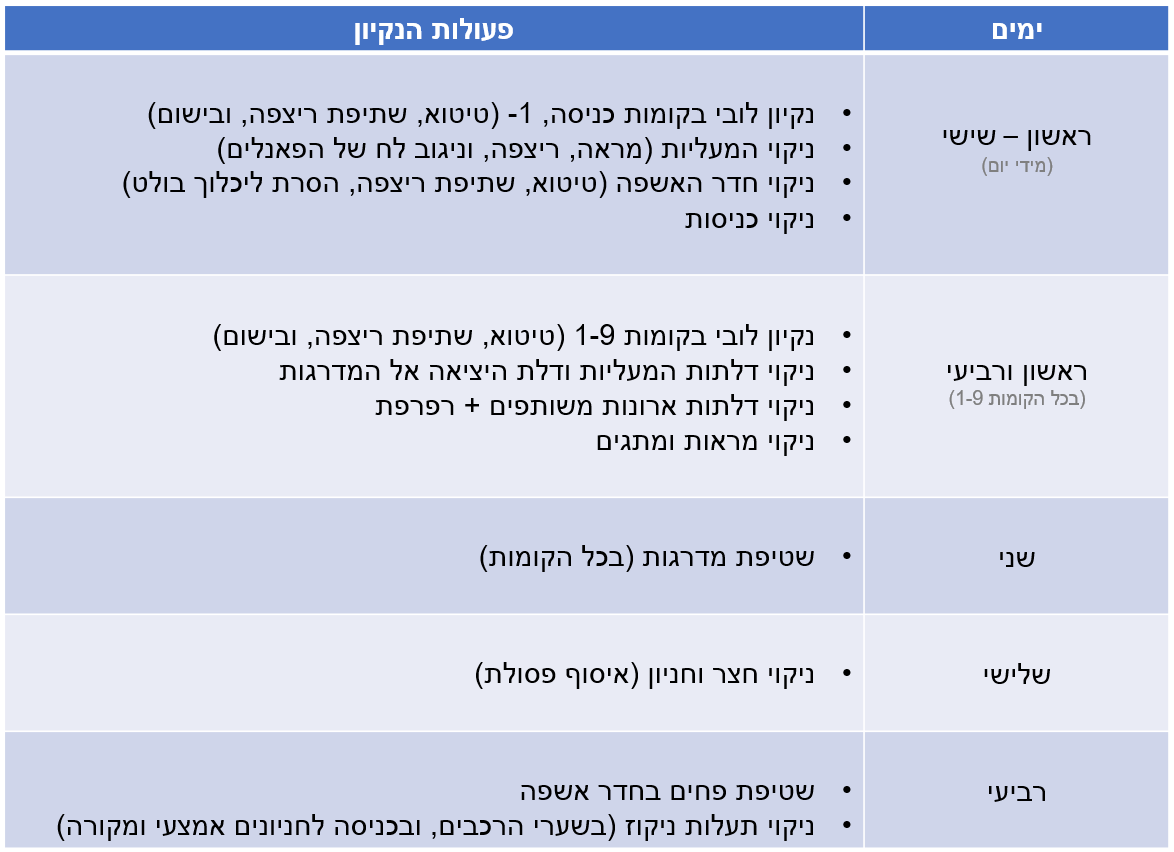 ימים
פעולות הנקיון
ראשון – שישי
(מידי יום)
• נקיון לובי בקומות כניסה, 1- (טיטוא, שתיפת ריצפה, ובישום)
• ניקוי המעליות (מראה, ריצפה, וניגוב לח של הפאנלים)
• ניקוי חדר האשפה (טיטוא, שתיפת ריצפה, הסרת ליכלוך בולט)
• ניקוי כניסות
ראשון ורביעי
(בכל הקומות 1-9)
• נקיון לובי בקומות 1-9 (טיטוא, שתיפת ריצפה, ובישום)
• ניקוי דלתות המעליות ודלת היציאה אל המדרגות
• ניקוי דלתות ארונות משותפים + רפרפת
• ניקוי מראות ומתגים
שני
• שטיפת מדרגות (בכל הקומות)
שלישי
• ניקוי חצר וחניון (איסוף פסולת)
רביעי
• שטיפת פחים בחדר אשפה
• ניקוי תעלות ניקוז (בשערי הרכבים, ובכניסה לחניונים אמצעי ומקורה)